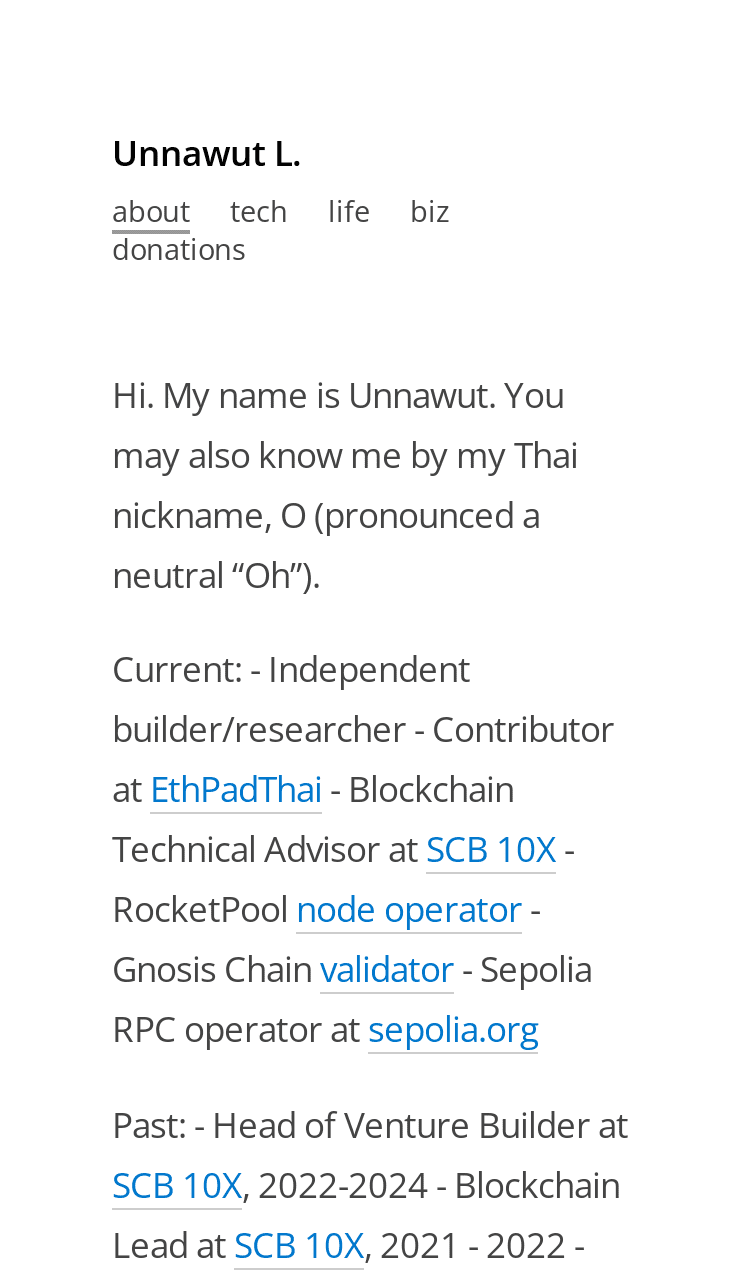 Unnawut L.
about tech life biz
donations
Hi. My name is Unnawut. You
may also know me by my Thai
nickname, O (pronounced a
neutral “Oh”).
Current: - Independent
builder/researcher - Contributor
at EthPadThai - Blockchain
Technical Advisor at SCB 10X -
RocketPool node operator -
Gnosis Chain validator - Sepolia
RPC operator at sepolia.org
Past: - Head of Venture Builder at
SCB 10X, 2022-2024 - Blockchain
Lead at SCB 10X, 2021 - 2022 -